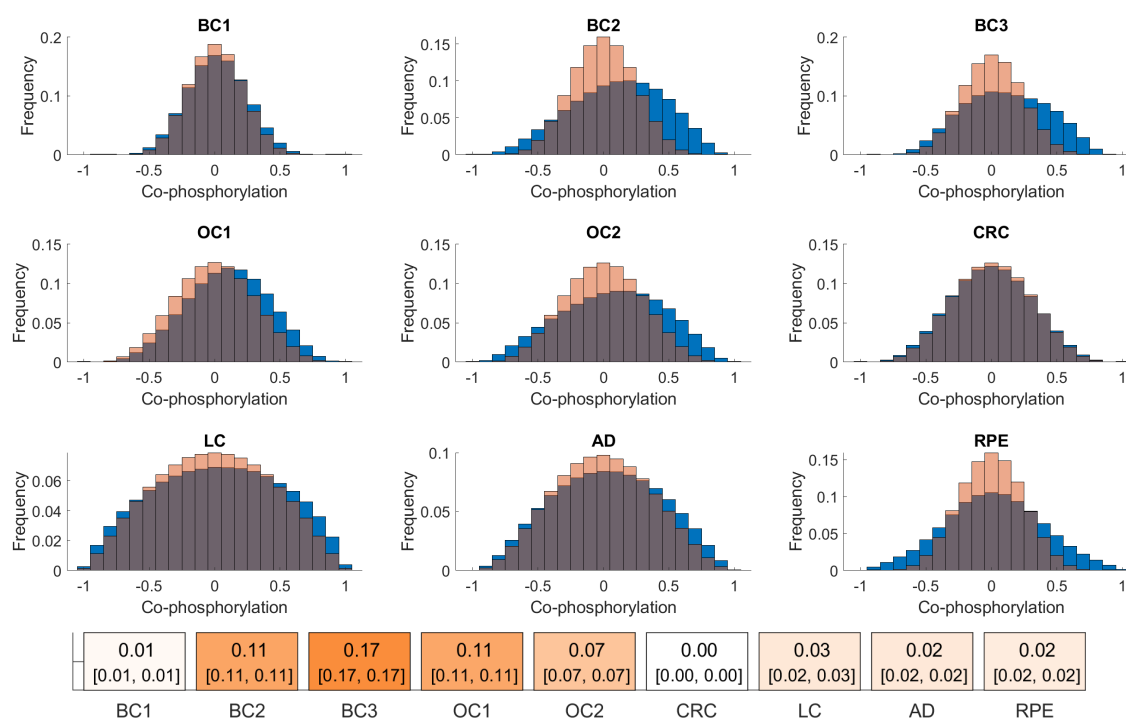 BC1
BC2
BC3
Frequency
0.2
0.1
0
-1 -0.5 0 0.5 1
Co-phosphorylation
Frequency
0.15
0.1
0.05
0
-1 -0.5 0 0.5 1
Co-phosphorylation
Frequency
0.2
0.1
0
-1 -0.5 0 0.5 1
Co-phosphorylation
OC1
OC2
CRC
Frequency
0.15
0.1
0.05
0
-1 -0.5 0 0.5 1
Co-phosphorylation
Frequency
0.15
0.1
0.05
0
-1 -0.5 0 0.5 1
Co-phosphorylation
Frequency
0.15
0.1
0.05
0
-1 -0.5 0 0.5 1
Co-phosphorylation
LC
AD
RPE
Frequency
0.06
0.04
0.02
0
-1 -0.5 0 0.5 1
Co-phosphorylation
Frequency
0.1
0.05
0
-1 -0.5 0 0.5 1
Co-phosphorylation
Frequency
0.15
0.1
0.05
0
-1 -0.5 0 0.5 1
Co-phosphorylation
0.01 0.11 0.17 0.11 0.07 0.00 0.03 0.02 0.02
[0.01, 0.01] [0.11, 0.11] [0.17, 0.17] [0.11, 0.11] [0.07, 0.07] [0.00, 0.00] [0.02, 0.03] [0.02, 0.02] [0.02, 0.02]
BC1 BC2 BC3 OC1 OC2 CRC LC AD RPE